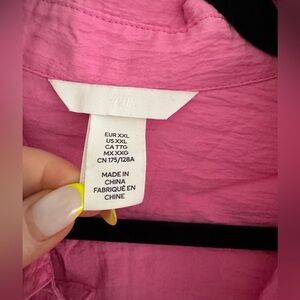 EUR XXL
US XXL
CA TTG
MX XXG
CN 175/128A
MADE IN
CHINA
FABRIQUÉ EN
CHINE